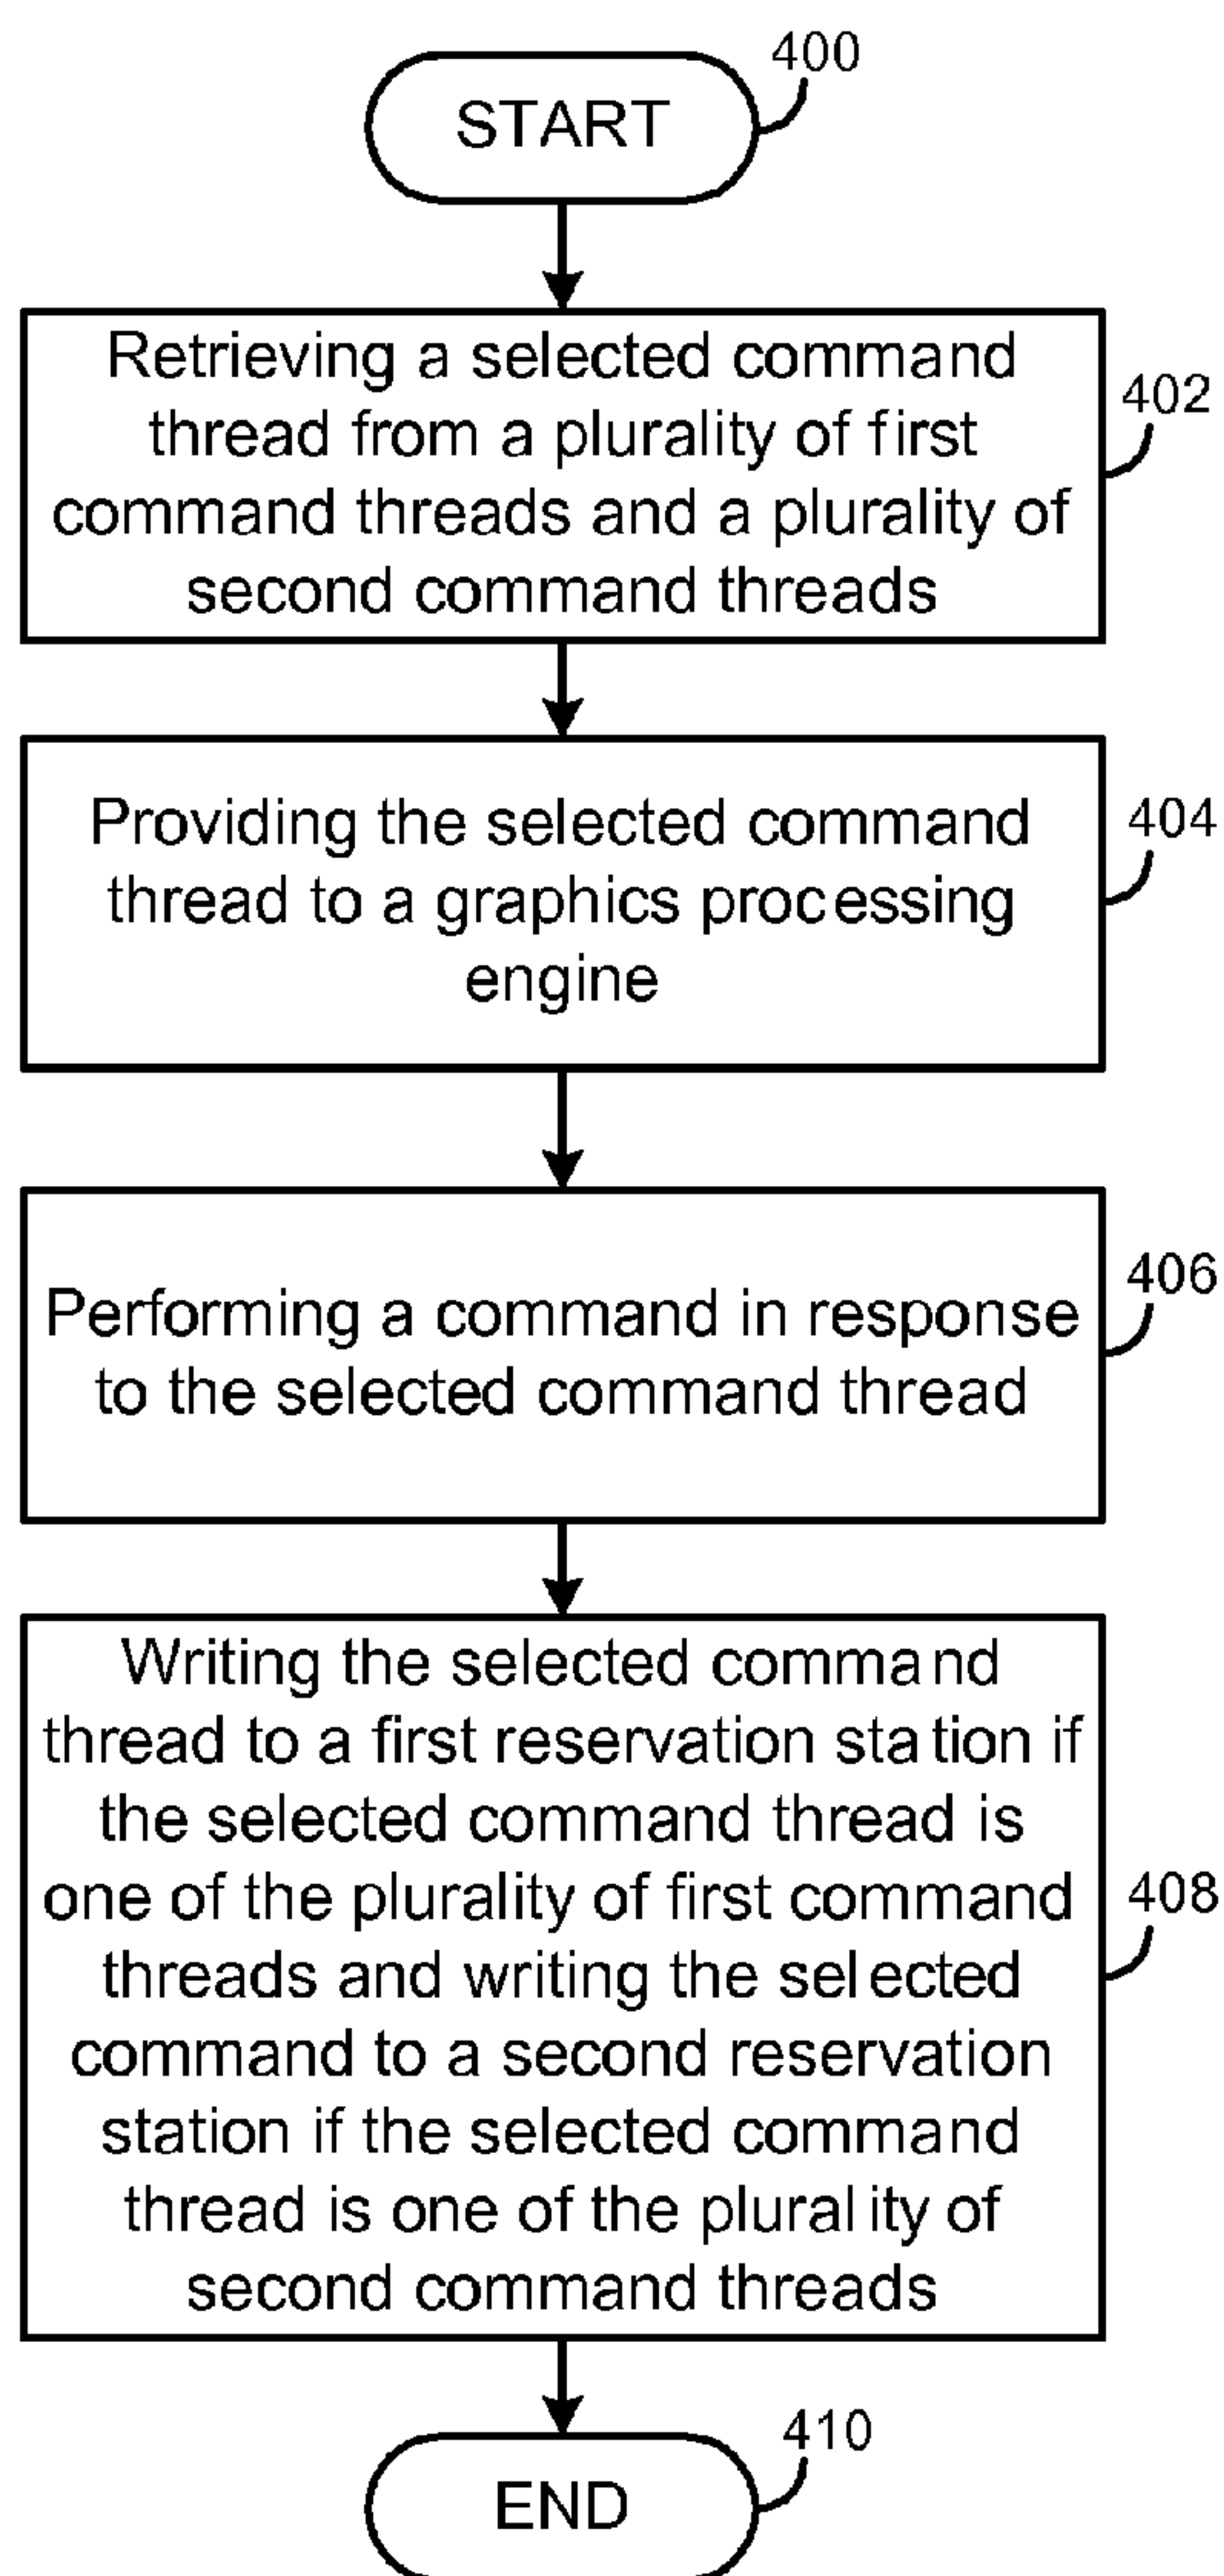 400
START
Retrieving a selected command
thread from a plurality of first
command threads and a plurality of
second command threads
402
Providing the selected command
thread to a graphics processing
engine
404
Performing a command in response
to the selected command thread
406
Writing the selected command
thread to a first reservation station if
the selected command thread is
one of the plurality of first command
threads and writing the selected
command to a second reservation
station if the selected command
thread is one of the plurality of
second command threads
408
410
END